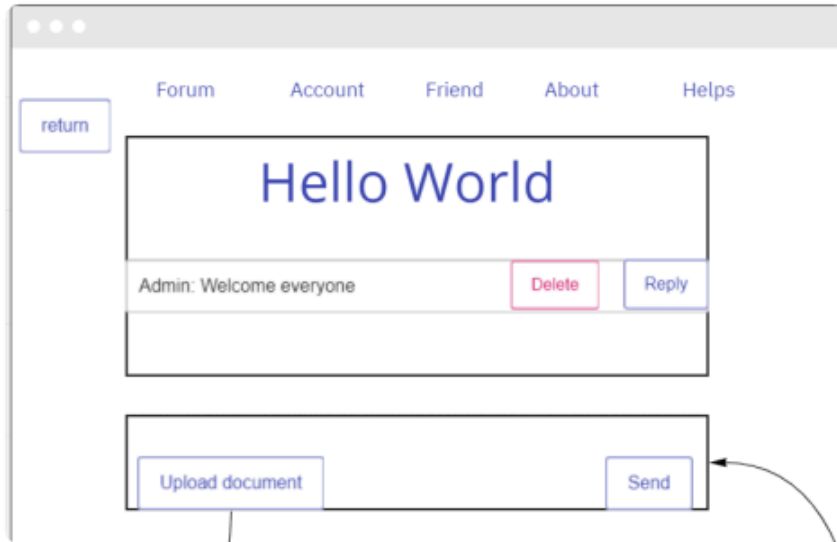 Forum Account Friend About Helps
return
Hello World
Admin: Welcome everyone Delete Reply
Upload document Send